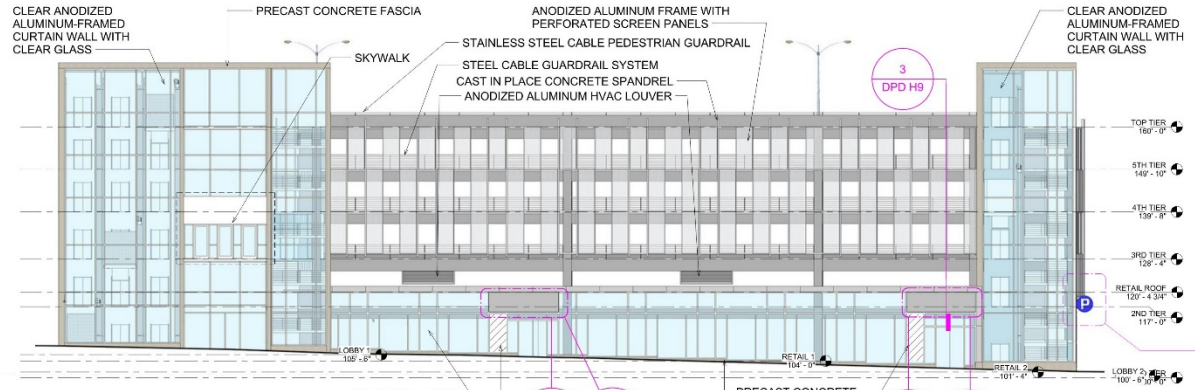 CLEAR ANODIZED
ALUMINUM-FRAMED
CURTAIN WALL WITH
CLEAR GLASS
PRECAST CONCRETE FASCIA
SKYWALK
ANODIZED ALUMINUM FRAME WITH
PERFORATED SCREEN PANELS
STAINLESS STEEL CABLE PEDESTRIAN GUARDRAIL
STEEL CABLE GUARDRAIL SYSTEM
CAST IN PLACE CONCRETE SPANDREL
ANODIZED ALUMINUM HVAC LOUVER
3
DPD H9
CLEAR ANODIZED
ALUMINUM-FRAMED
CURTAIN WALL WITH
CLEAR GLASS
TOP TIER
160' - 0"
5TH TIER
149' - 10"
4TH TIER
139' - 8"
3RD TIER
128' - 4"
RETAIL ROOF
120' - 4 3/4"
P
2ND TIER
117' - 0"
LOBBY 1
105' - 6"
RETAIL 1
104' - 0"
RETAIL 2
101' - 4"
LOBBY 2
100' - 6"
PRECAST CONCRETE